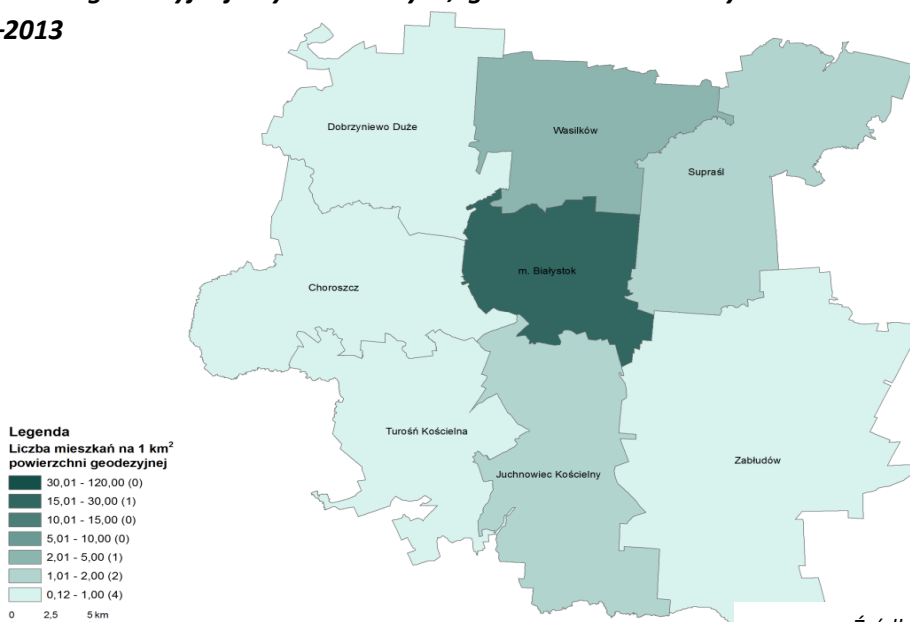 -2013
Dobrzyniewo Duże
Wasilków
Supraśl
m. Białystok
Choroszcz
Turośń Kościelna
Juchnowiec Kościelny
Zabłudów
Legenda
Liczba mieszkań na 1 km²
powierzchni geodezyjnej
30,01 - 120,00 (0)
15,01 - 30,00 (1)
10,01 - 15,00 (0)
5,01 - 10,00 (0)
2,01 - 5,00 (1)
1,01 - 2,00 (2)
0,12 - 1,00 (4)
0 2,5 5 km